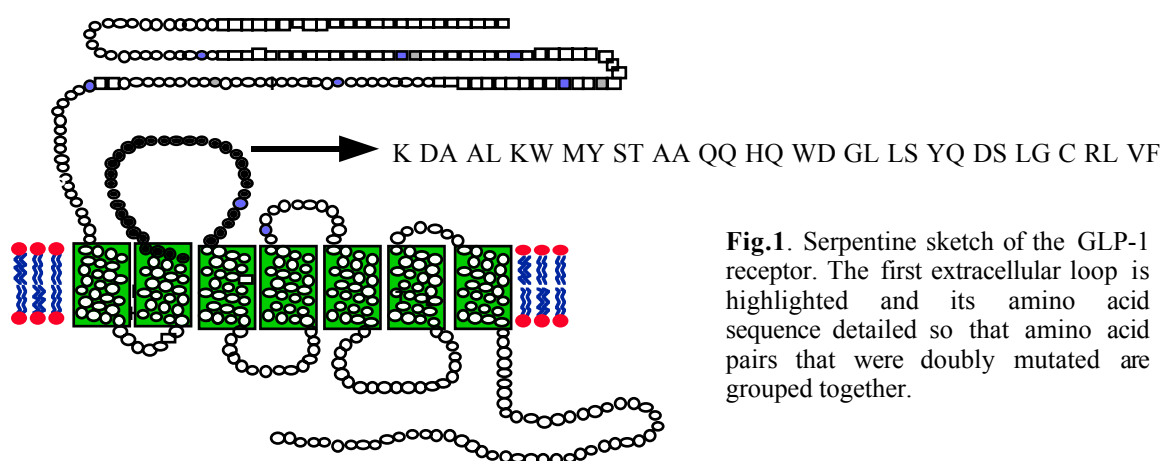 K DA AL KW MY ST AA QQ HQ WD GL LS YQ DS LG C RL VF
Fig.1. Serpentine sketch of the GLP-1
receptor. The first extracellular loop is
highlighted and its amino acid
sequence detailed so that amino acid
pairs that were doubly mutated are
grouped together.